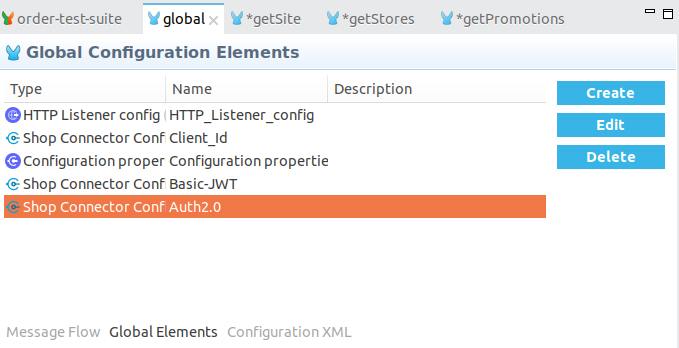 order-test-suite global *getSite *getStores *getPromotions
Global Configuration Elements
Type Name Description
HTTP Listener config HTTP_Listener_config
Shop Connector Conf Client_Id
Configuration proper Configuration propertie
Shop Connector Conf Basic-JWT
Shop Connector Conf Auth2.0
Create
Edit
Delete
Message Flow Global Elements Configuration XML